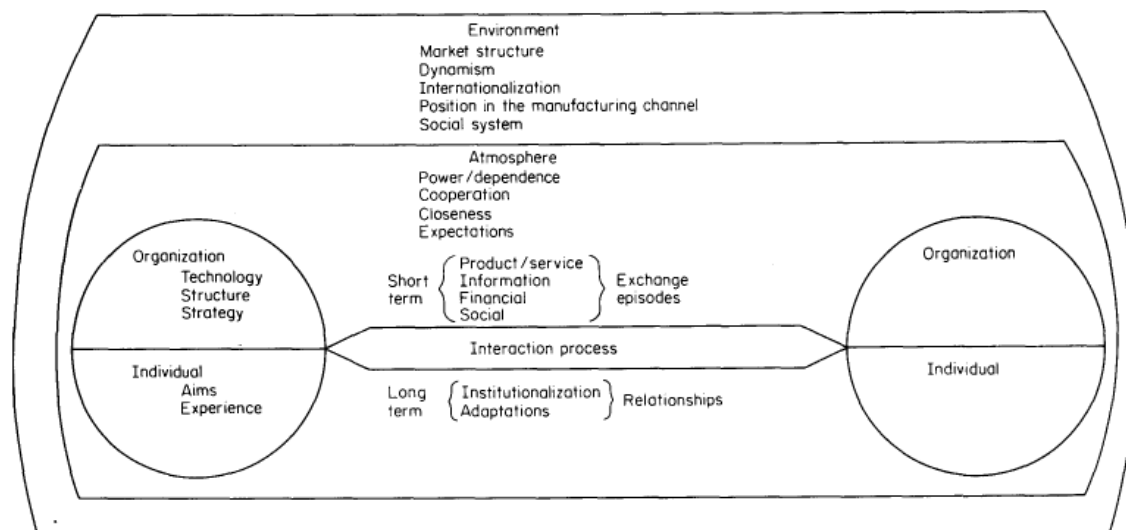 Environment
Market structure
Dynamism
Internationalization
Position in the manufacturing channel
Social system
Atmosphere
Power/dependence
Cooperation
Closeness
Expectations
Organization
Technology
Structure
Strategy
Individual
Aims
Experience
Short
term
Product/service
Information
Financial
Social
Exchange
episodes
Interaction process
Long
term
Institutionalization
Adaptations
Relationships
Organization
Individual